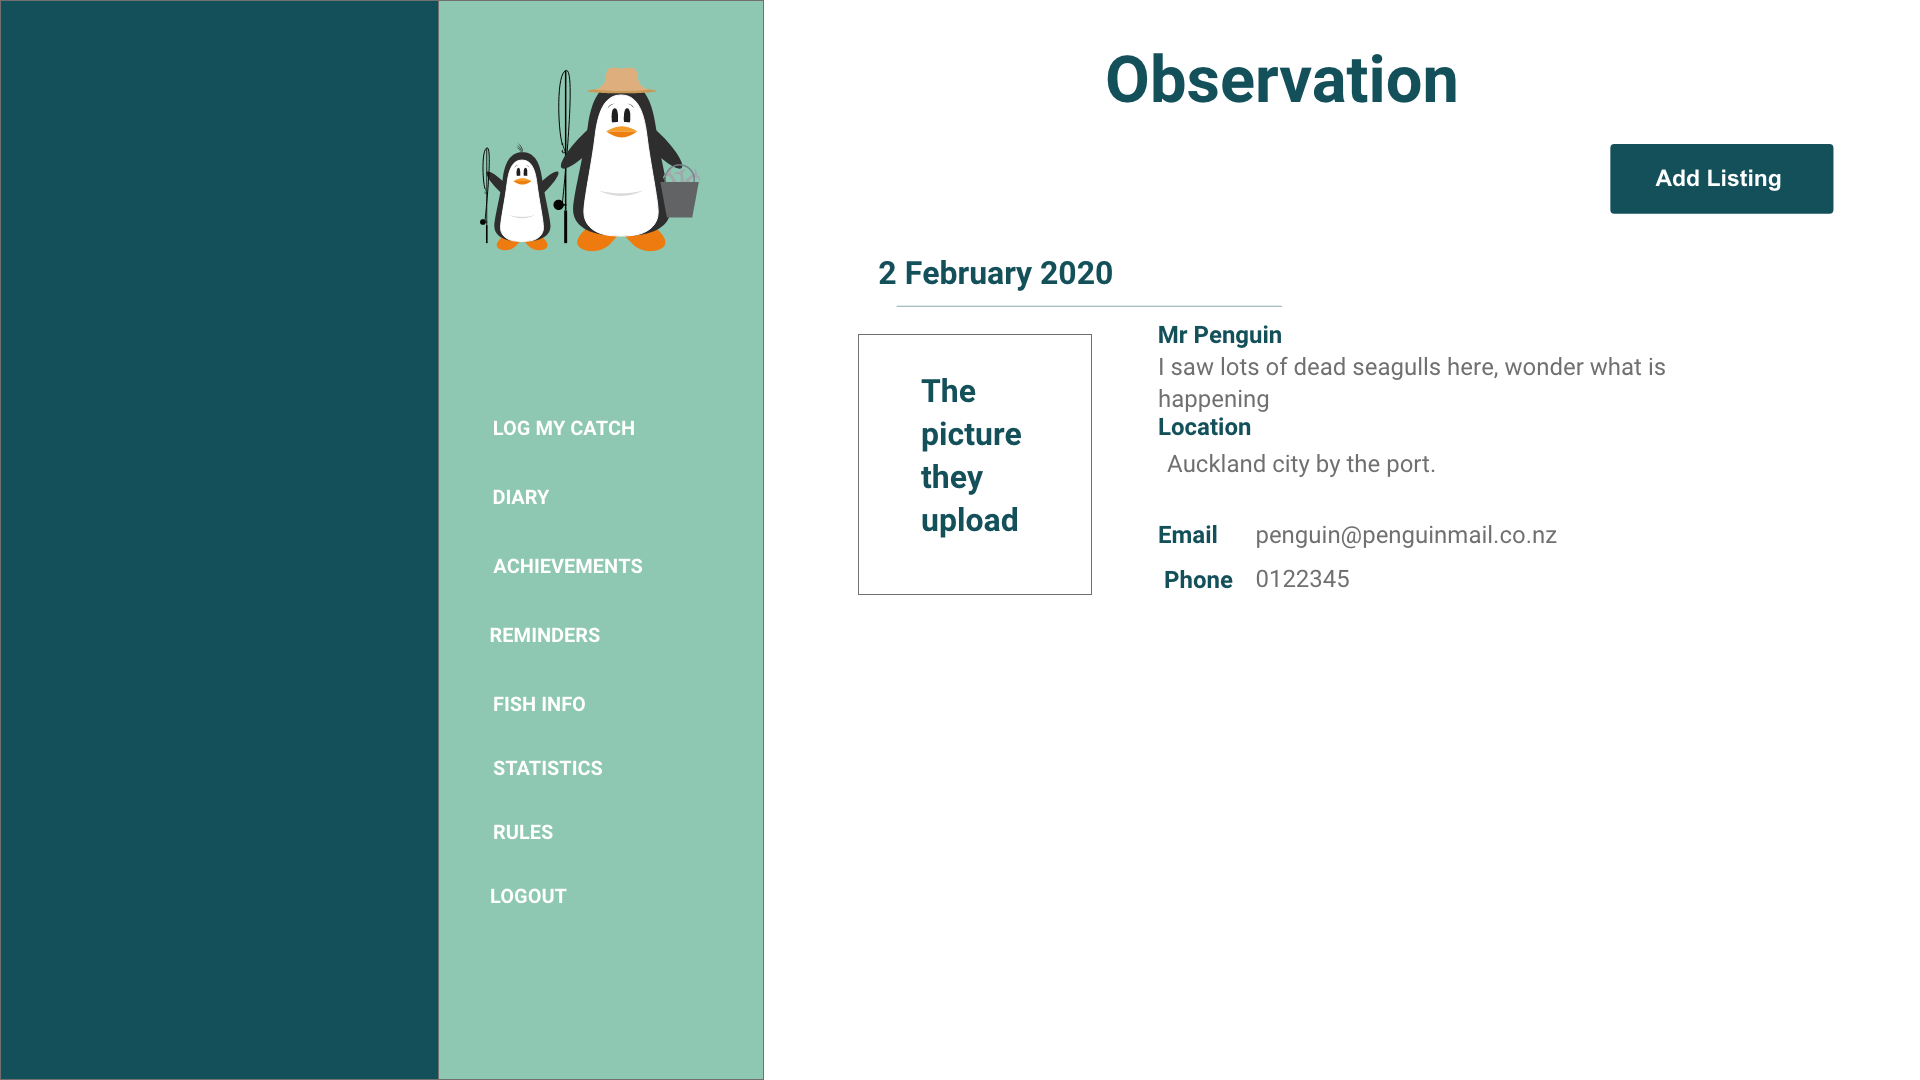 LOG MY CATCH
DIARY
ACHIEVEMENTS
REMINDERS
FISH INFO
STATISTICS
RULES
LOGOUT
Observation
Add Listing
2 February 2020
The
picture
they
upload
Mr Penguin
I saw lots of dead seagulls here, wonder what is
happening
Location
Auckland city by the port.
Email penguin@penguinmail.co.nz
Phone 0122345